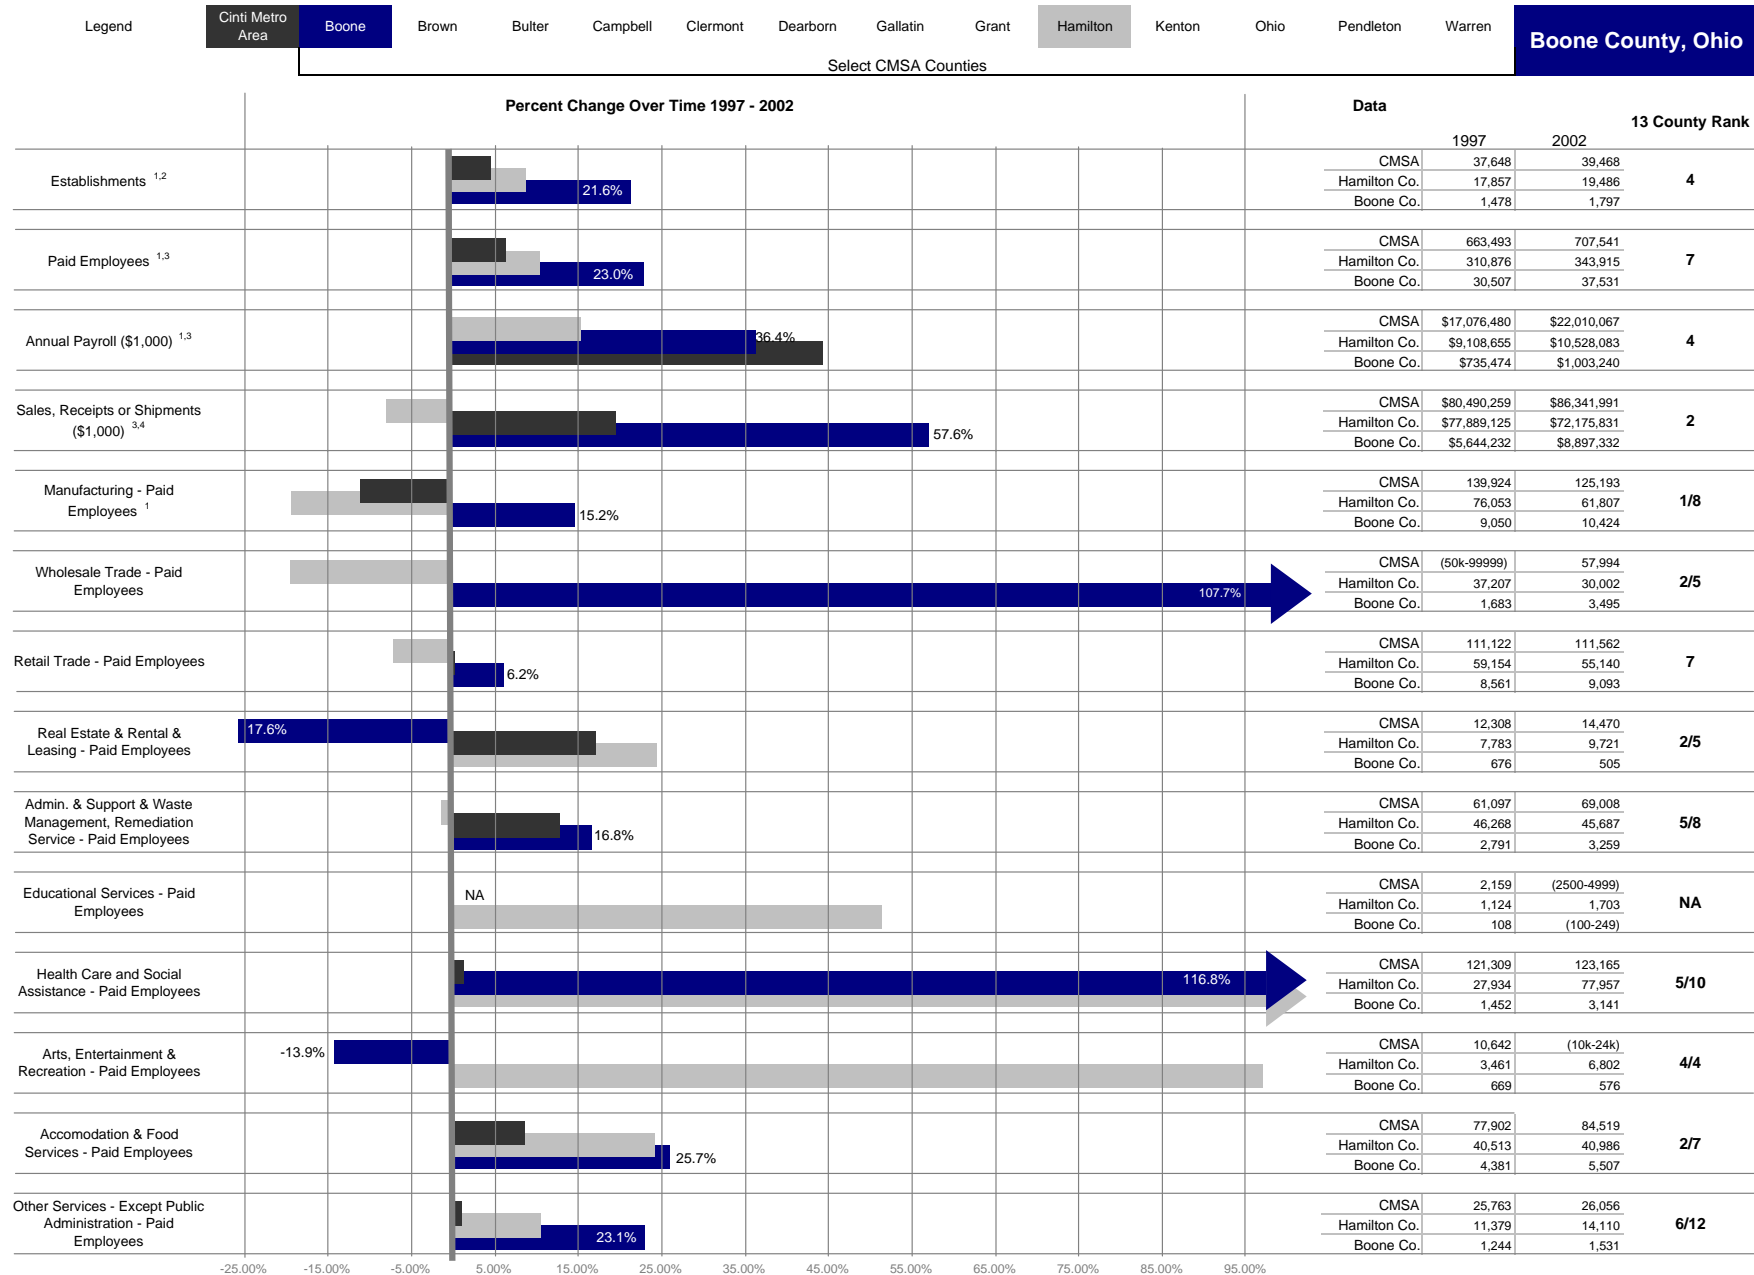 Legend
Cinti Metro
Area
Boone
Brown
Bulter
Campbell
Clermont
Dearborn
Gallatin
Grant
Hamilton
Kenton
Ohio
Pendleton
Warren
Boone County, Ohio
Select CMSA Counties
Percent Change Over Time 1997 - 2002
Data
13 County Rank
1997 2002
Establishments 1,2
21.6%
CMSA 37,648 39,468
Hamilton Co. 17,857 19,486
Boone Co. 1,478 1,797
4
Paid Employees 1,3
23.0%
CMSA 663,493 707,541
Hamilton Co. 310,876 343,915
Boone Co. 30,507 37,531
7
Annual Payroll ($1,000) 1,3
36.4%
CMSA $17,076,480 $22,010,067
Hamilton Co. $9,108,655 $10,528,083
Boone Co. $735,474 $1,003,240
4
Sales, Receipts or Shipments
($1,000) 3,4
57.6%
CMSA $80,490,259 $86,341,991
Hamilton Co. $77,889,125 $72,175,831
Boone Co. $5,644,232 $8,897,332
2
Manufacturing - Paid
Employees 1
15.2%
CMSA 139,924 125,193
Hamilton Co. 76,053 61,807
Boone Co. 9,050 10,424
1/8
Wholesale Trade - Paid
Employees
107.7%
CMSA (50k-99999) 57,994
Hamilton Co. 37,207 30,002
Boone Co. 1,683 3,495
2/5
Retail Trade - Paid Employees
6.2%
CMSA 111,122 111,562
Hamilton Co. 59,154 55,140
Boone Co. 8,561 9,093
7
Real Estate & Rental &
Leasing - Paid Employees
17.6%
CMSA 12,308 14,470
Hamilton Co. 7,783 9,721
Boone Co. 676 505
2/5
Admin. & Support & Waste
Management, Remediation
Service - Paid Employees
16.8%
CMSA 61,097 69,008
Hamilton Co. 46,268 45,687
Boone Co. 2,791 3,259
5/8
Educational Services - Paid
Employees
NA
CMSA 2,159 (2500-4999)
Hamilton Co. 1,124 1,703
Boone Co. 108 (100-249)
NA
Health Care and Social
Assistance - Paid Employees
116.8%
CMSA 121,309 123,165
Hamilton Co. 27,934 77,957
Boone Co. 1,452 3,141
5/10
Arts, Entertainment &
Recreation - Paid Employees
-13.9%
CMSA 10,642 (10k-24k)
Hamilton Co. 3,461 6,802
Boone Co. 669 576
4/4
Accomodation & Food
Services - Paid Employees
25.7%
CMSA 77,902 84,519
Hamilton Co. 40,513 40,986
Boone Co. 4,381 5,507
2/7
Other Services - Except Public
Administration - Paid
Employees
23.1%
CMSA 25,763 26,056
Hamilton Co. 11,379 14,110
Boone Co. 1,244 1,531
6/12
-25.00% -15.00% -5.00% 5.00% 15.00% 25.00% 35.00% 45.00% 55.00% 65.00% 75.00% 85.00% 95.00%